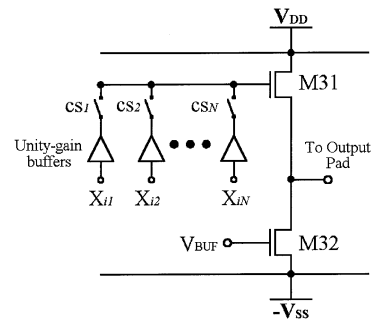 VDD
M31
cS1 cS2 cSN
Unity-gain
buffers
To Output
Pad
Xi1 Xi2 XiN
VBUF
M32
-VSS